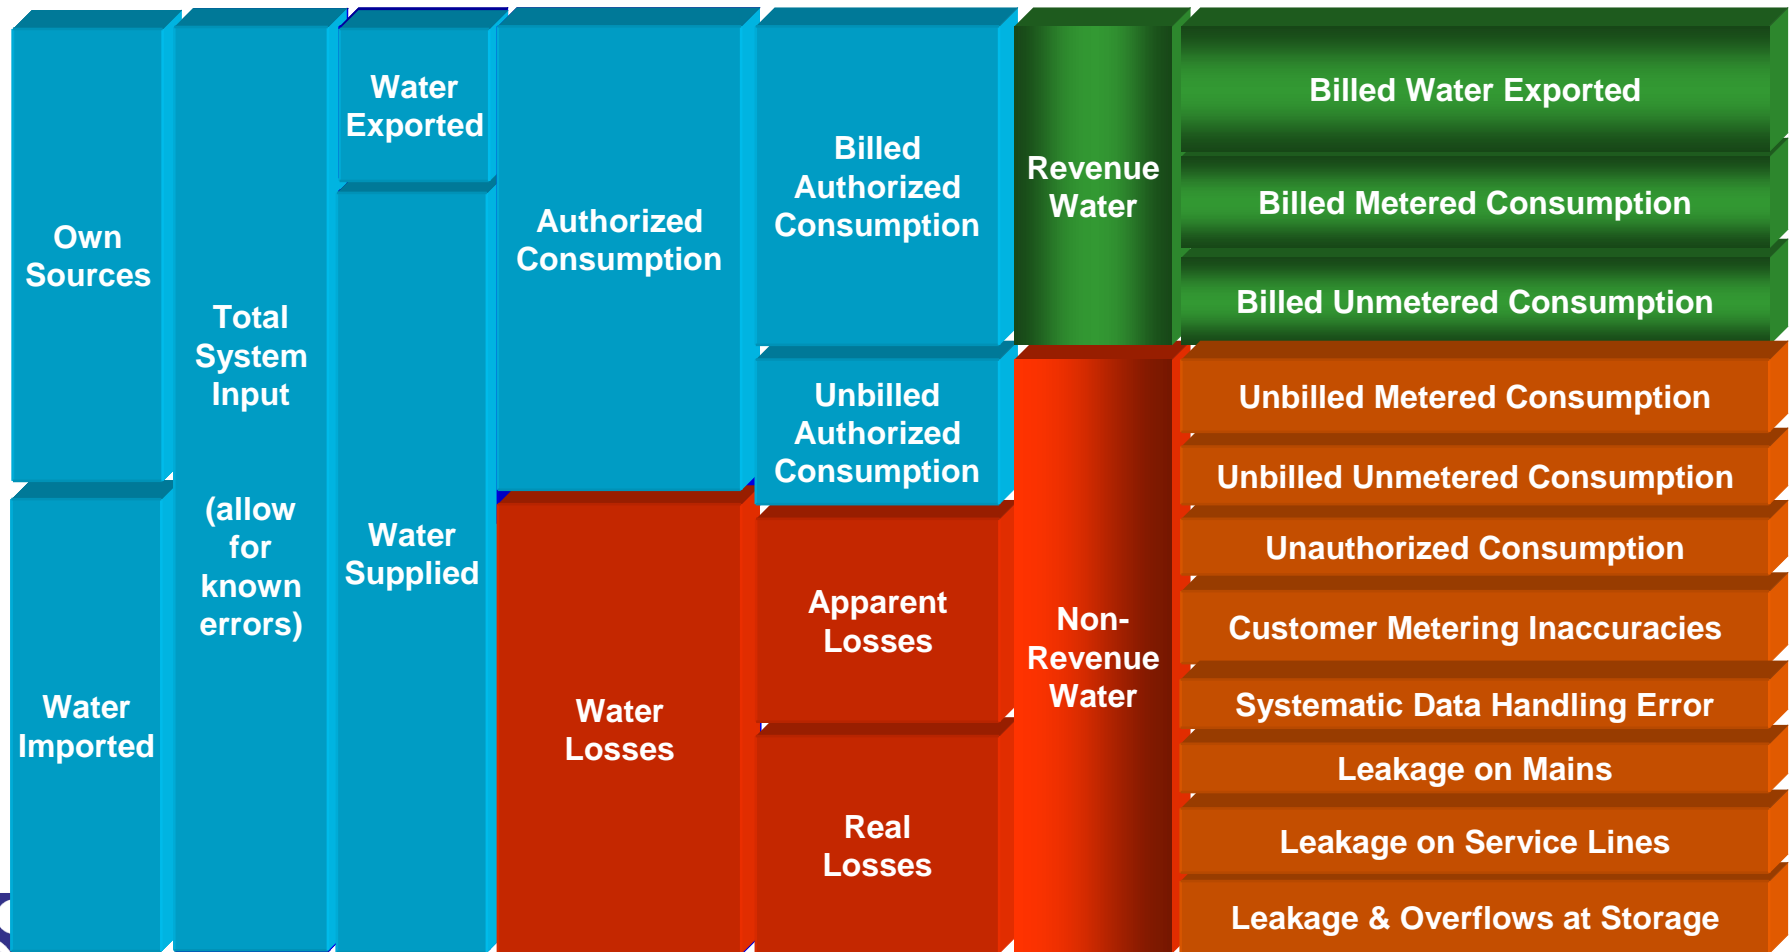 Own
Sources
Water
Imported
Total
System
Input
(allow
for
known
errors)
Water
Exported
Water
Supplied
Authorized
Consumption
Water
Losses
Billed
Authorized
Consumption
Unbilled
Authorized
Consumption
Apparent
Losses
Real
Losses
Revenue
Water
Non-
Revenue
Water
Billed Water Exported
Billed Metered Consumption
Billed Unmetered Consumption
Unbilled Metered Consumption
Unbilled Unmetered Consumption
Unauthorized Consumption
Customer Metering Inaccuracies
Systematic Data Handling Error
Leakage on Mains
Leakage on Service Lines
Leakage & Overflows at Storage